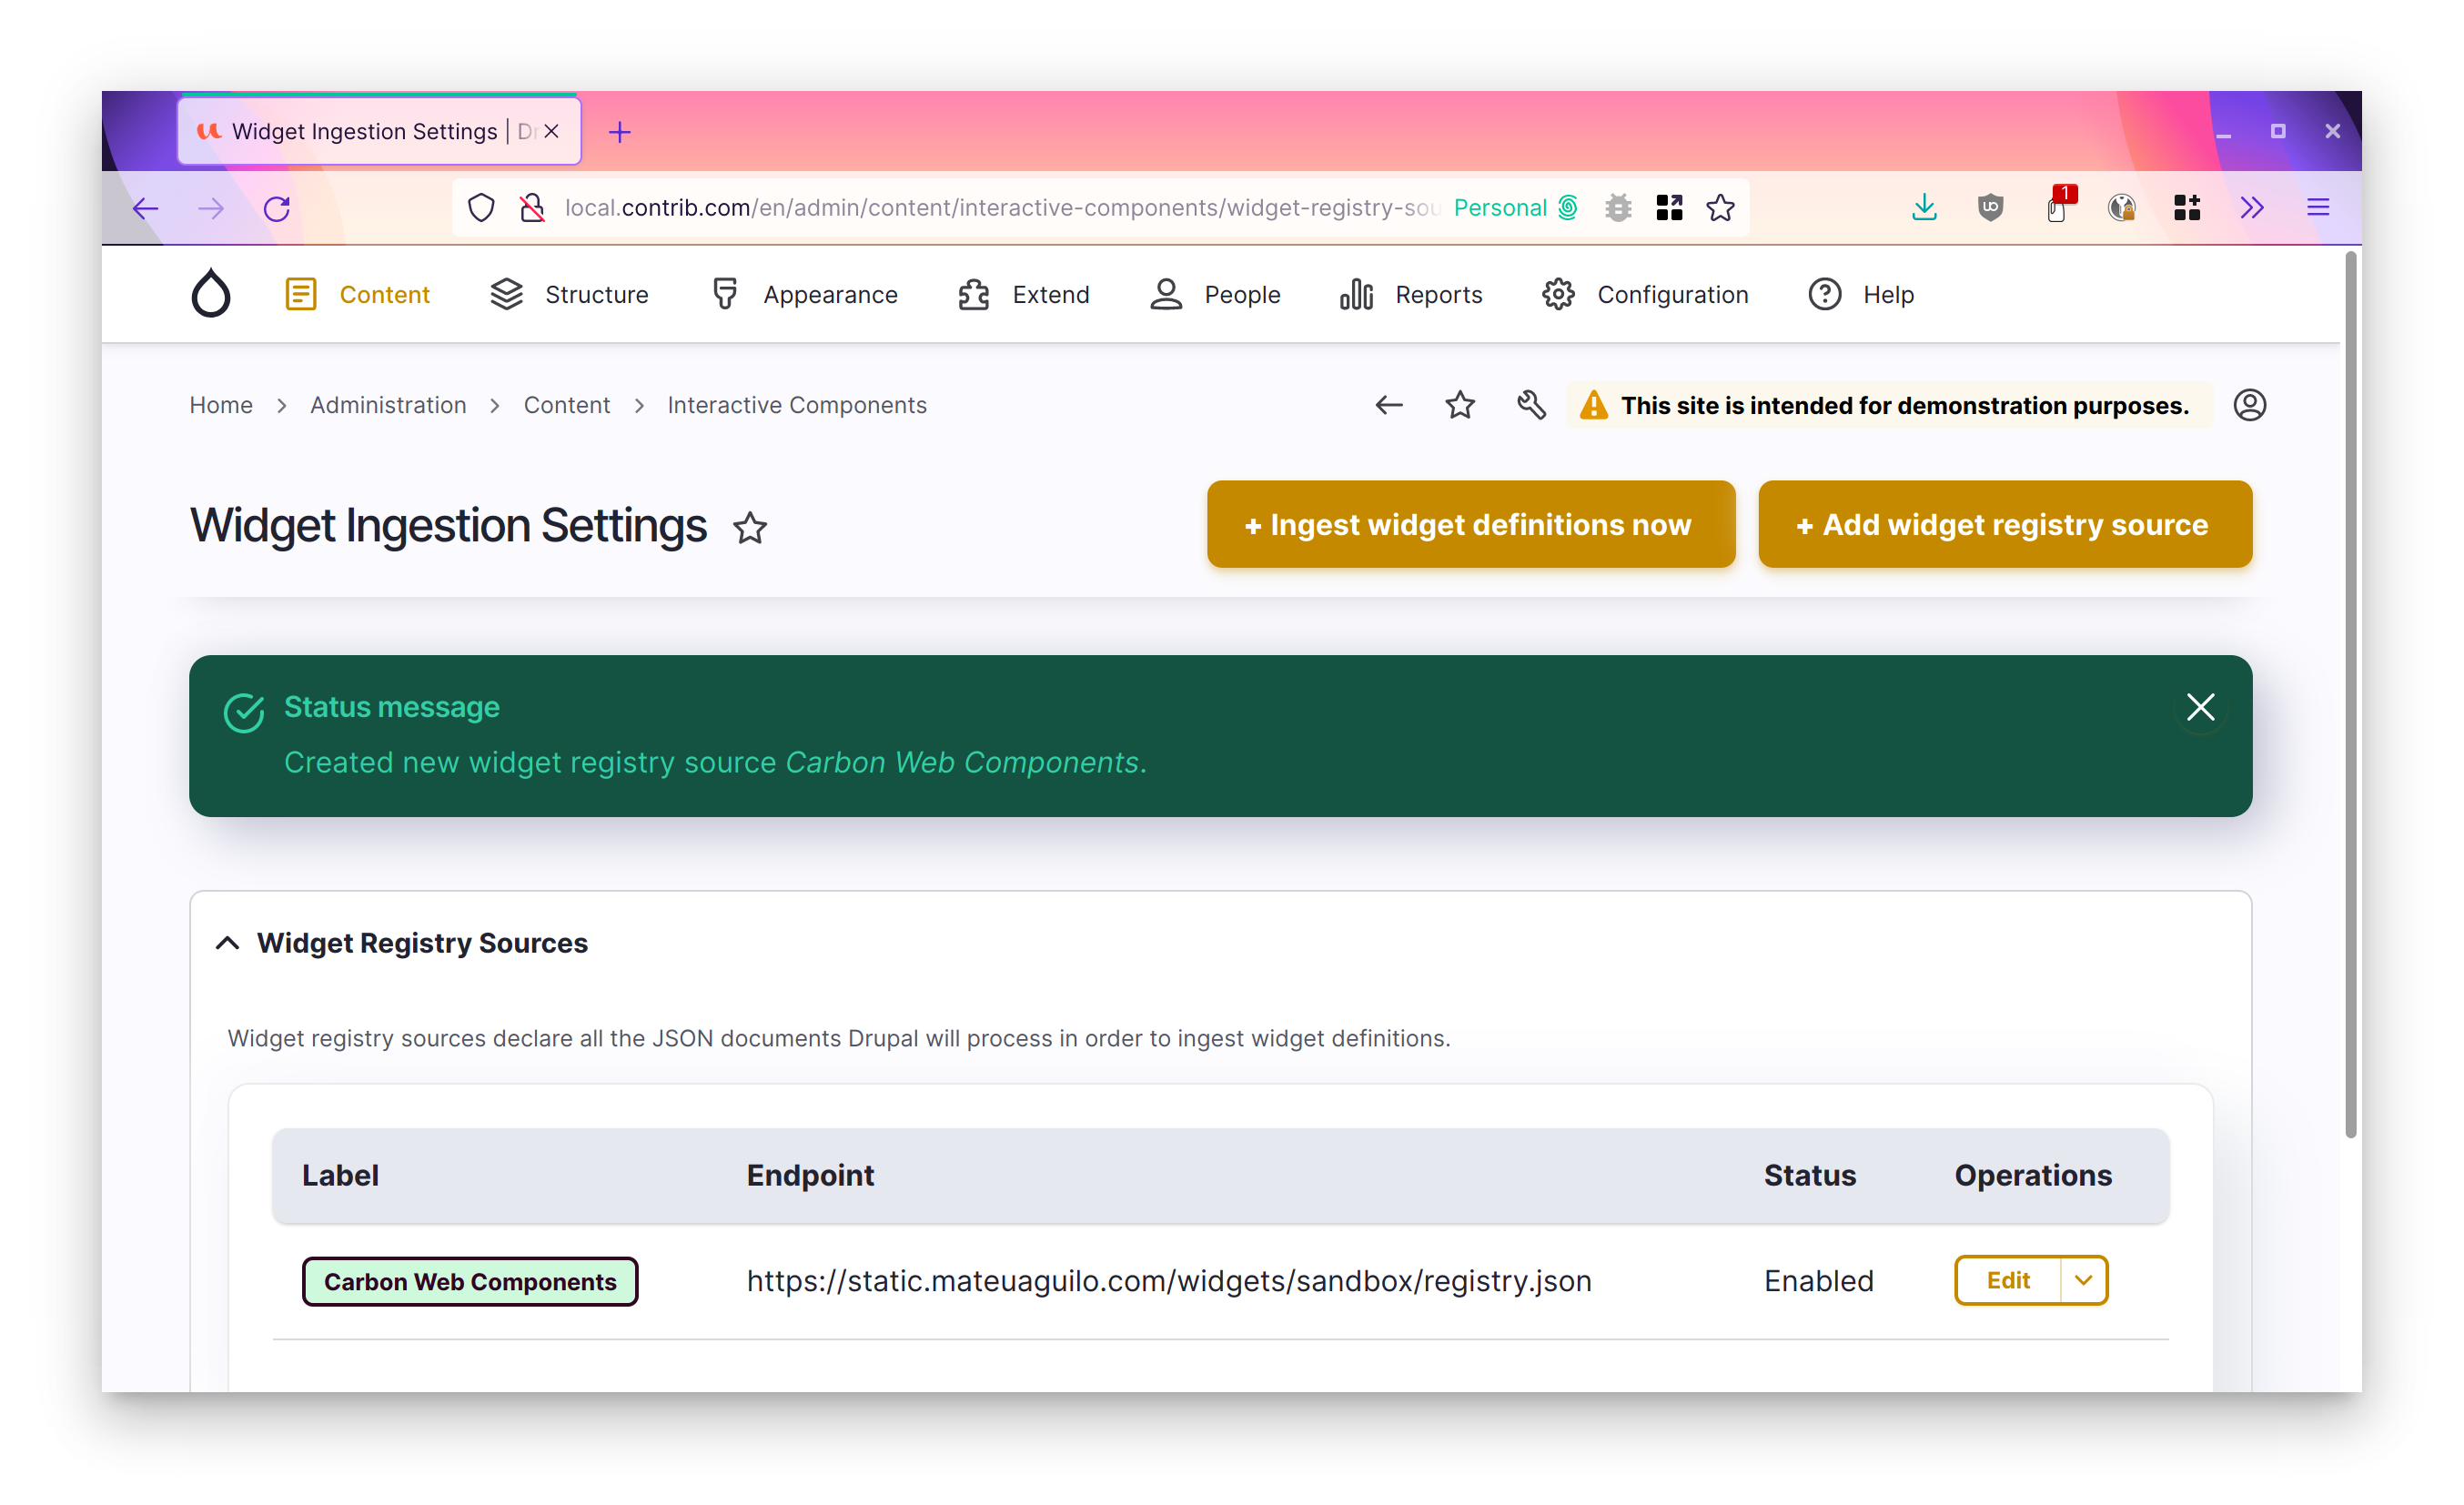 Widget Ingestion Settings | Dr
local.contrib.com/en/admin/content/interactive-components/widget-registry-sou Personal
1
Content Structure Appearance Extend People Reports Configuration Help
Home > Administration > Content > Interactive Components
This site is intended for demonstration purposes.
Widget Ingestion Settings
+ Ingest widget definitions now
+ Add widget registry source
Status message
Created new widget registry source Carbon Web Components.
Widget Registry Sources
Widget registry sources declare all the JSON documents Drupal will process in order to ingest widget definitions.
Label Endpoint Status Operations
Carbon Web Components https://static.mateuaguilo.com/widgets/sandbox/registry.json Enabled Edit